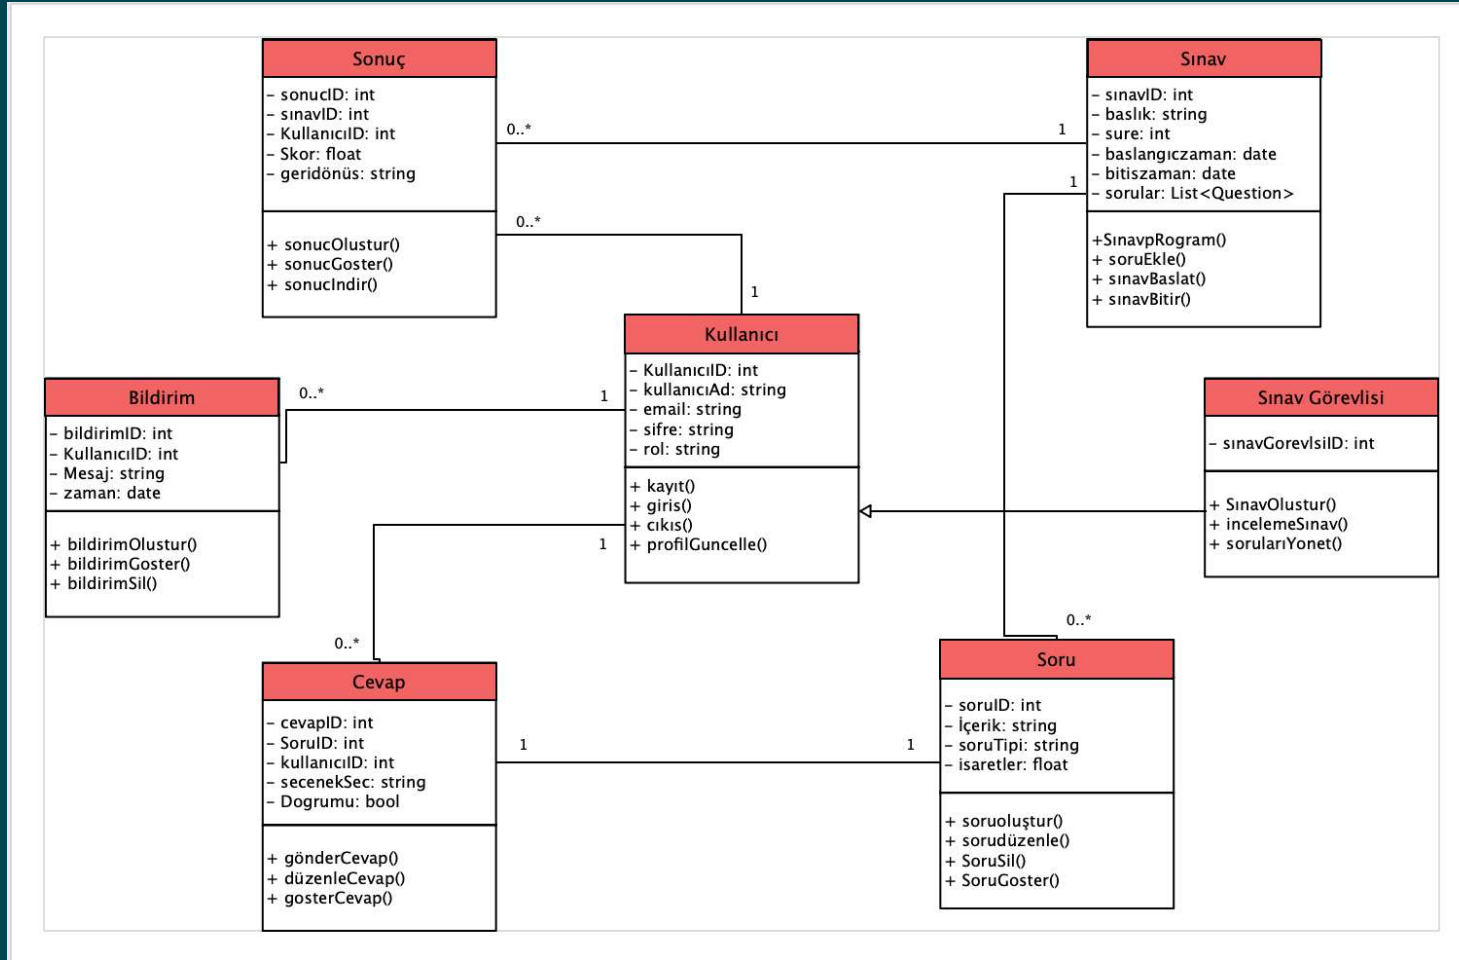 Sonuç
- sonucID: int
- sınavID: int
- KullanıcıID: int
- Skor: float
- geridönüs: string
+ sonucOlustur()
+ sonucGoster()
+ sonucIndir()
0..*
1
0..*
1
Sınav
- sınavID: int
- baslık: string
- sure: int
- baslangıczaman: date
- bitiszaman: date
- sorular: List<Question>
+SınavpRogram()
+ soruEkle()
+ sınavBaslat()
+ sınavBitir()
1
0..*
Kullanıcı
- KullanıcıID: int
- kullanıcıAd: string
- email: string
- sifre: string
- rol: string
+ kayıt()
+ giris()
+ cıkıs()
+ profilGuncelle()
Bildirim
- bildirimID: int
- KullanıcıID: int
- Mesaj: string
- zaman: date
+ bildirimOlustur()
+ bildirimGoster()
+ bildirimSil()
0..*
1
Sınav Görevlisi
- sınavGorevlsiID: int
+ SınavOlustur()
+ incelemeSınav()
+ sorularıYonet()
1
0..*
Cevap
- cevapID: int
- SoruID: int
- kullanıcıID: int
- secenekSec: string
- Dogrumu: bool
+ gönderCevap()
+ düzenleCevap()
+ gosterCevap()
1
1
Soru
- soruID: int
- İçerik: string
- soruTipi: string
- isaretler: float
+ soruoluştur()
+ sorudüzenle()
+ SoruSil()
+ SoruGoster()